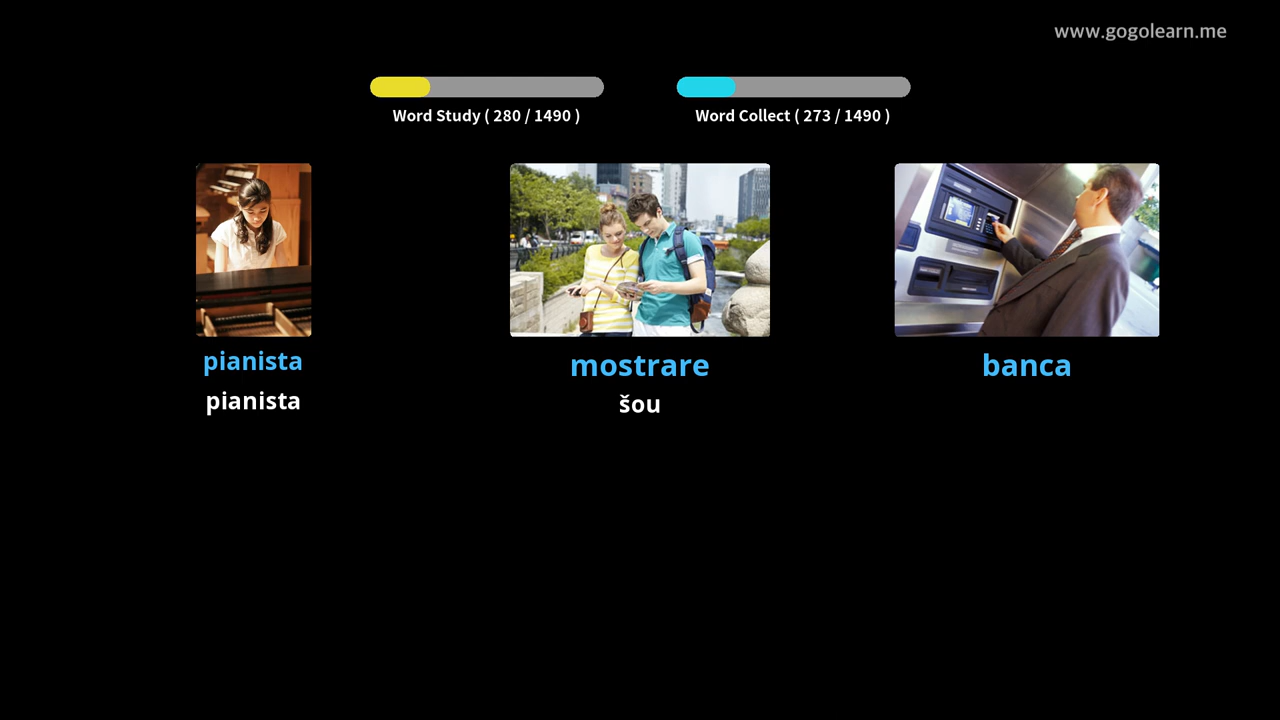 www.gogolearn.me
Word Study ( 280 / 1490 )
Word Collect ( 273 / 1490 )
pianista
mostrare
banca
pianista
šou